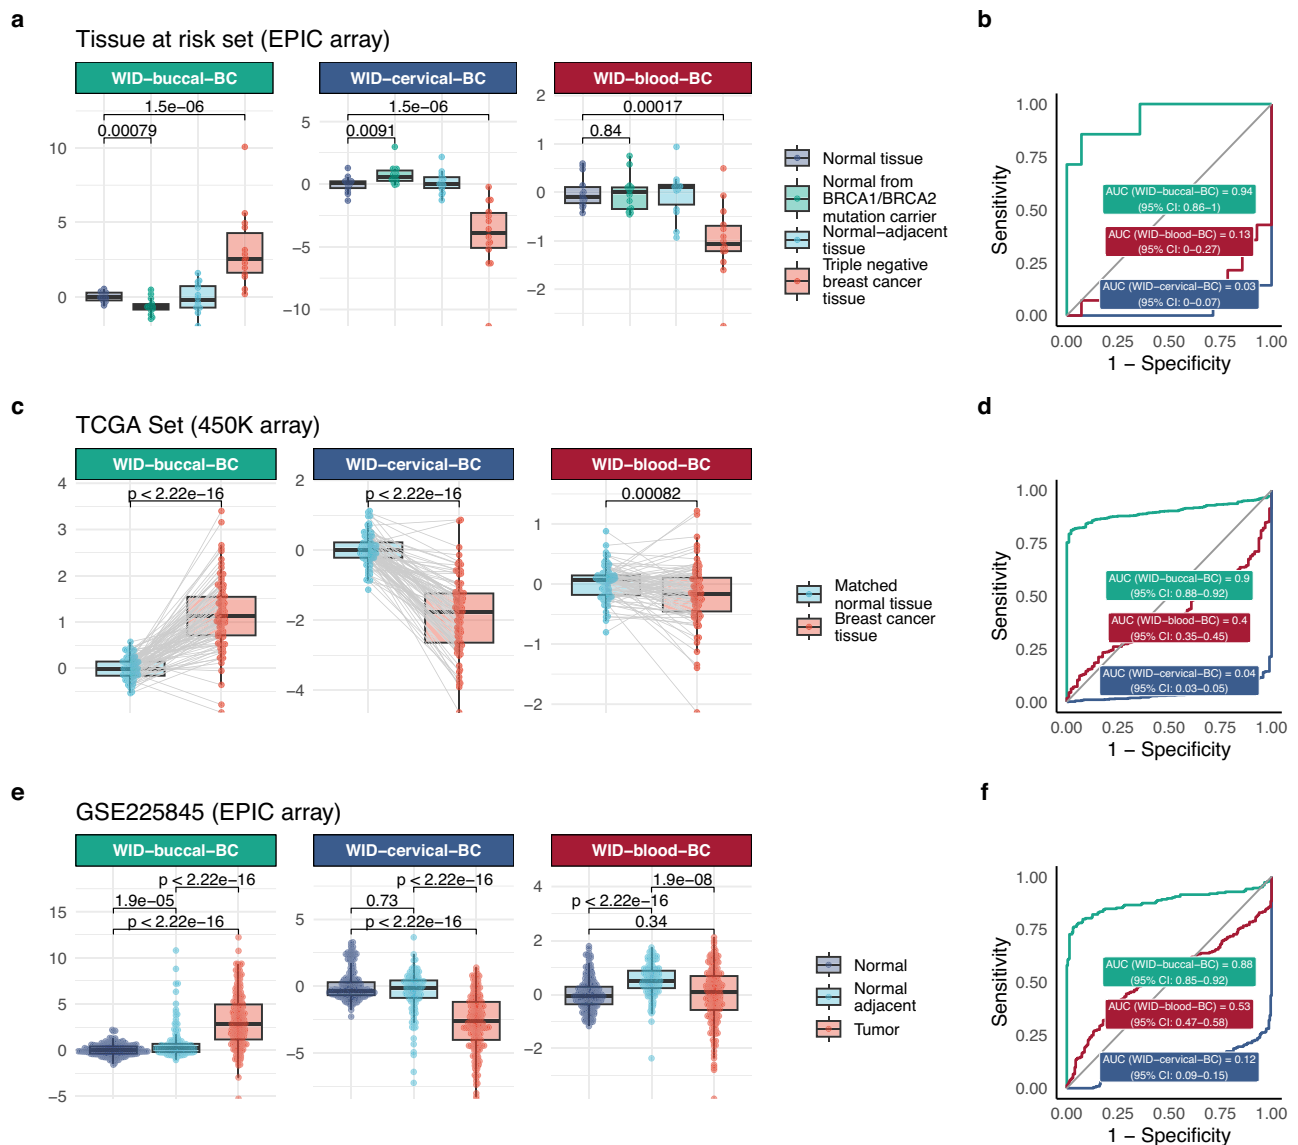 a
Tissue at risk set (EPIC array)
WID−buccal−BC
WID−cervical−BC
WID−blood−BC
1.5e−06
0.00079
10
5
0
1.5e−06
0.0091
5
0
−5
−10
0.00017
0.84
2
1
0
−1
−2
Normal tissue
Normal from
BRCA1/BRCA2
mutation carrier
Normal−adjacent
tissue
Triple negative
breast cancer
tissue
b
Sensitivity
1.00
0.75
0.50
0.25
0.00
AUC (WID−buccal−BC) = 0.94
(95% CI: 0.86−1)
AUC (WID−blood−BC) = 0.13
(95% CI: 0−0.27)
AUC (WID−cervical−BC) = 0.03
(95% CI: 0−0.07)
0.00 0.25 0.50 0.75 1.00
1 − Specificity
c
TCGA Set (450K array)
WID−buccal−BC
WID−cervical−BC
WID−blood−BC
p < 2.22e−16
4
3
2
1
0
p < 2.22e−16
2
0
−2
−4
0.00082
1
0
−1
−2
Matched
normal tissue
Breast cancer
tissue
d
Sensitivity
1.00
0.75
0.50
0.25
0.00
AUC (WID−buccal−BC) = 0.9
(95% CI: 0.88−0.92)
AUC (WID−blood−BC) = 0.4
(95% CI: 0.35−0.45)
AUC (WID−cervical−BC) = 0.04
(95% CI: 0.03−0.05)
0.00 0.25 0.50 0.75 1.00
1 − Specificity
e
GSE225845 (EPIC array)
WID−buccal−BC
WID−cervical−BC
WID−blood−BC
p < 2.22e−16
1.9e−05
p < 2.22e−16
15
10
5
0
−5
p < 2.22e−16
0.73
p < 2.22e−16
5
0
−5
1.9e−08
p < 2.22e−16
0.34
4
2
0
−2
Normal
Normal
adjacent
Tumor
f
Sensitivity
1.00
0.75
0.50
0.25
0.00
AUC (WID−buccal−BC) = 0.88
(95% CI: 0.85−0.92)
AUC (WID−blood−BC) = 0.53
(95% CI: 0.47−0.58)
AUC (WID−cervical−BC) = 0.12
(95% CI: 0.09−0.15)
0.00 0.25 0.50 0.75 1.00
1 − Specificity